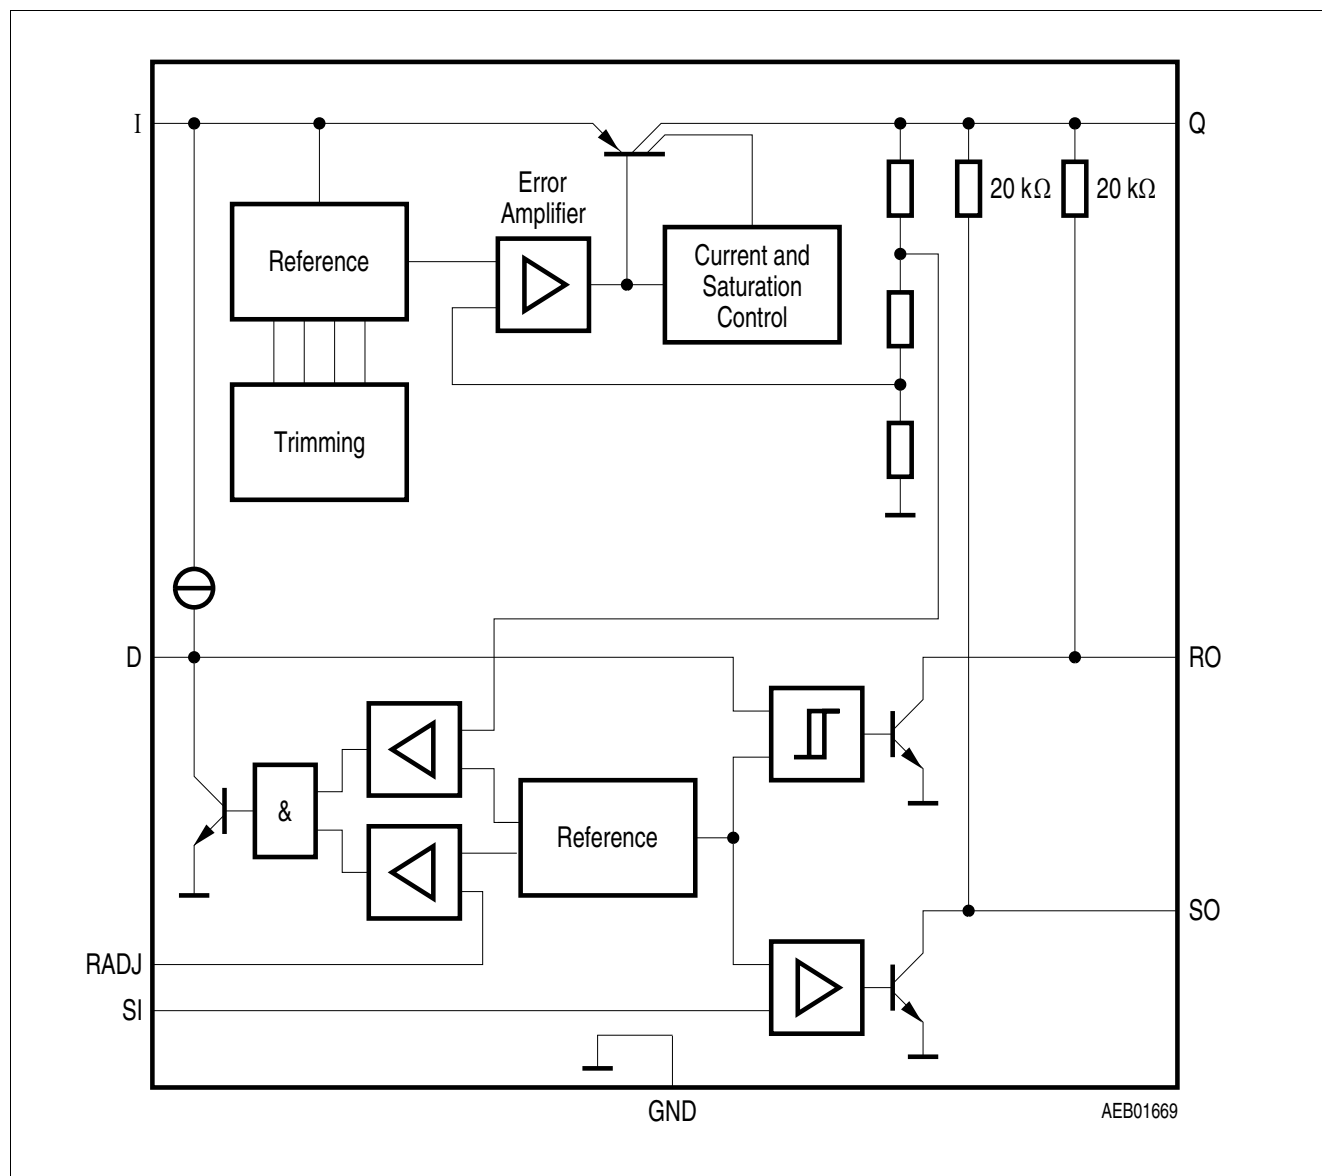 I
Q
Error
Amplifier
20 kΩ
20 kΩ
Reference
Current and
Saturation
Control
Trimming
D
RO
&
Reference
SO
RADJ
SI
GND
AEB01669